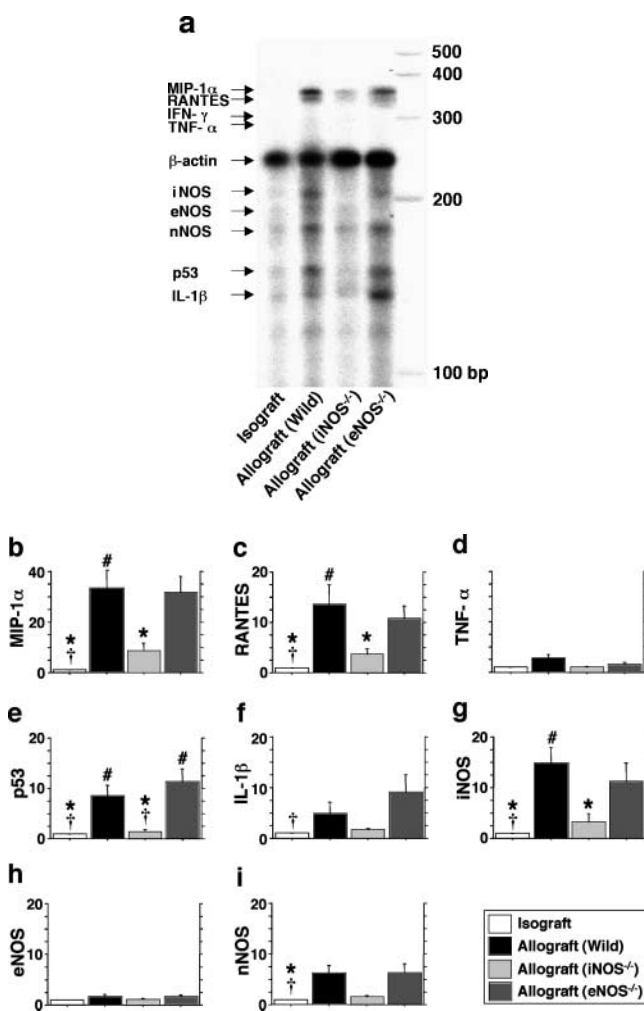 a
500
400
MIP-1α
RANTES
IFN- γ
TNF- α
300
β-actin
iNOS
200
eNOS
nNOS
p53
IL-1β
100 bp
Isograft
Allograft (Wild)
Allograft (iNOS-/-)
Allograft (eNOS-/-)
b
MIP-1α
40
30
20
10
0
*
†
#
*
c
RANTES
20
10
0
*
†
#
*
d
TNF- α
e
p53
20
10
0
*
†
#
*
†
#
f
IL-1β
20
10
0
†
g
iNOS
20
10
0
*
†
#
*
h
eNOS
20
10
0
i
nNOS
20
10
0
*
†
Isograft
Allograft (Wild)
Allograft (iNOS-/-)
Allograft (eNOS-/-)